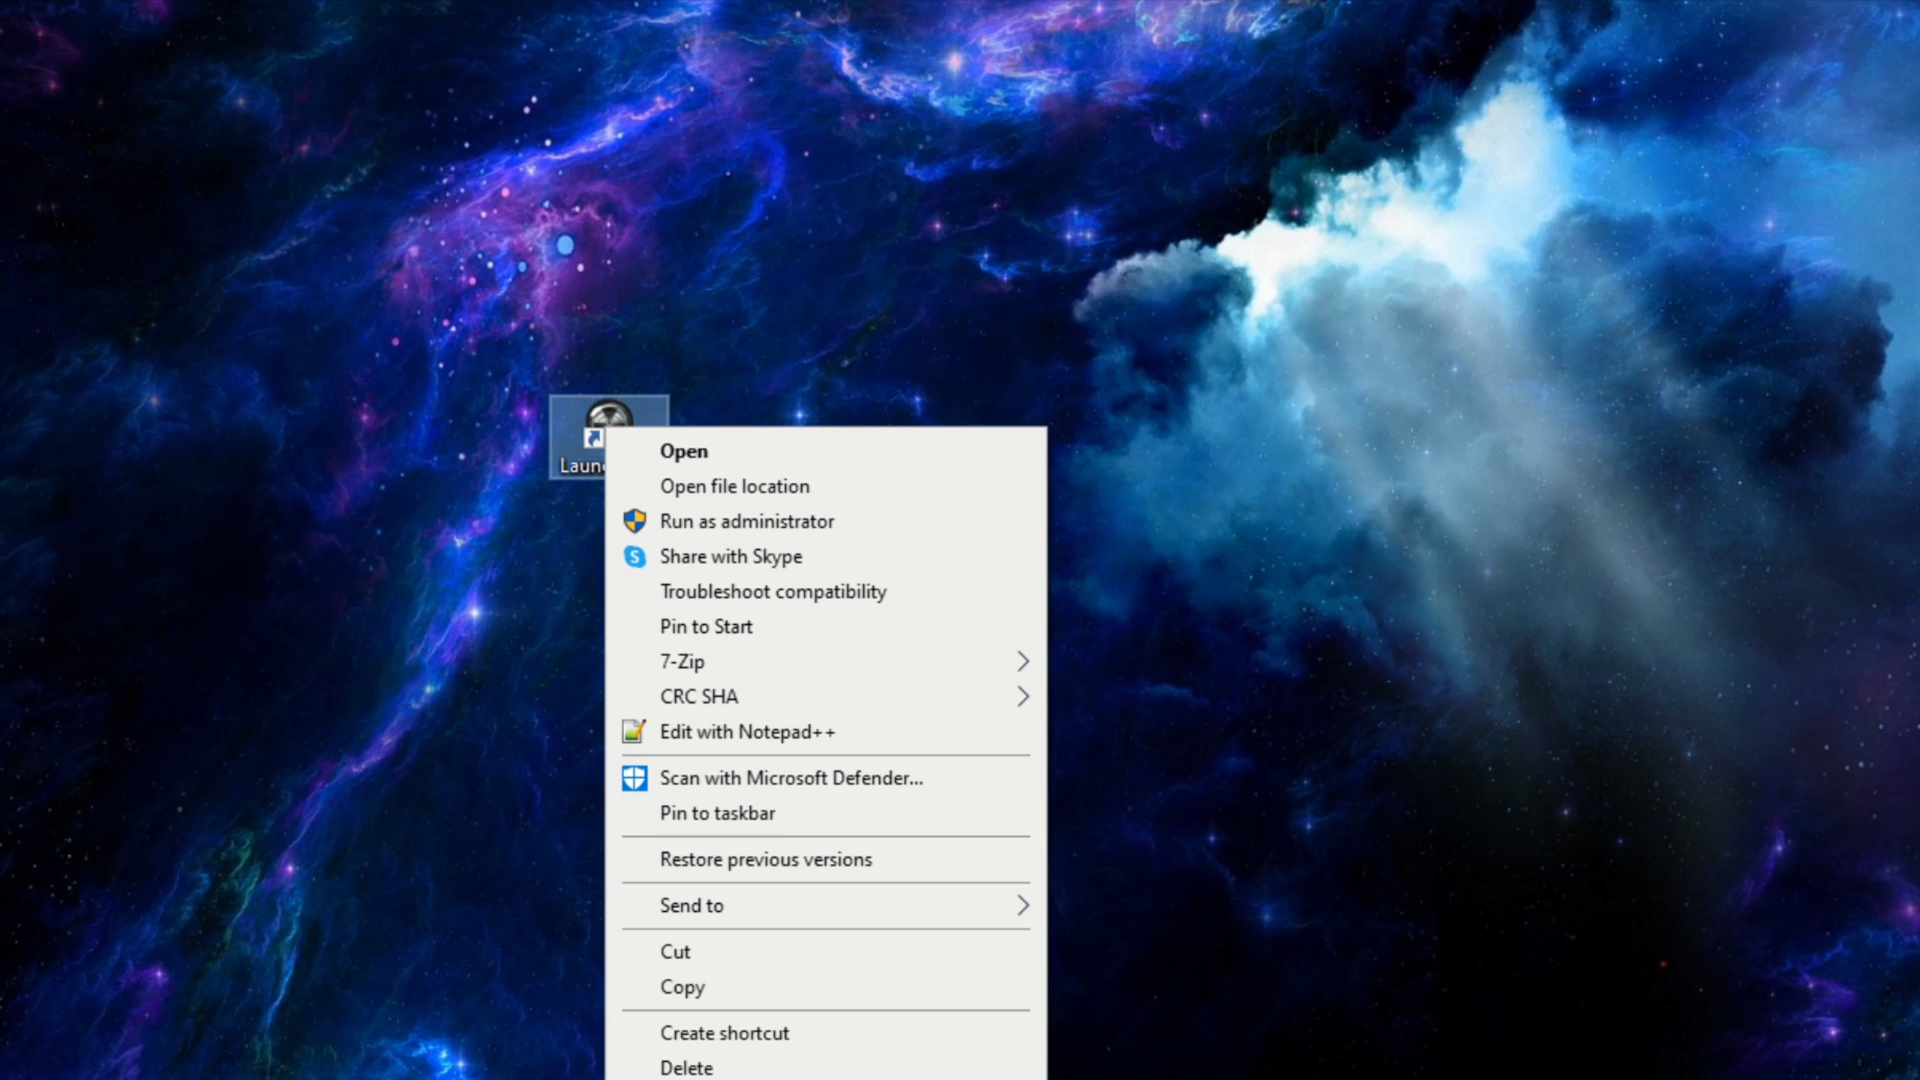 Open
Open file location
Run as administrator
Share with Skype
Troubleshoot compatibility
Pin to Start
7-Zip
CRC SHA
Edit with Notepad++
Scan with Microsoft Defender...
Pin to taskbar
Restore previous versions
Send to
Cut
Copy
Create shortcut
Delete